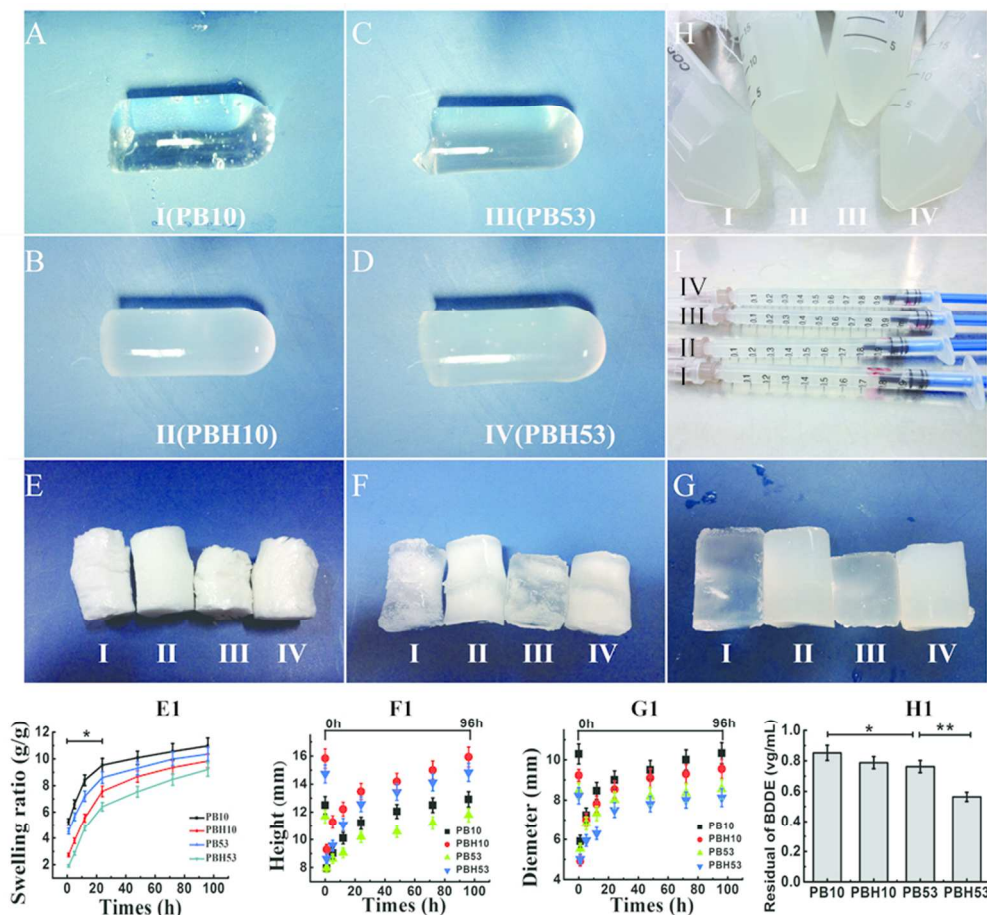 A
I(PB10)
C
III(PB53)
H
I II III IV
B
II(PBH10)
D
IV(PBH53)
I
IV
III
II
I
E
I II III IV
F
I II III IV
G
I II III IV
E1
*
Swelling ratio (g/g)
12
10
8
6
4
2
0 20 40 60 80 100
Times (h)
PB10
PBH10
PB53
PBH53
F1
0h 96h
Height (mm)
16
14
12
10
8
0 20 40 60 80 100
Times (h)
PB10
PBH10
PB53
PBH53
G1
0h 96h
Diemeter (mm)
10
8
6
4
2
0
0 20 40 60 80 100
Times (h)
PB10
PBH10
PB53
PBH53
H1
* **
Residual of BDDE (vg/mL)
1.0
0.8
0.6
0.4
0.2
0.0
PB10 PBH10 PB53 PBH53